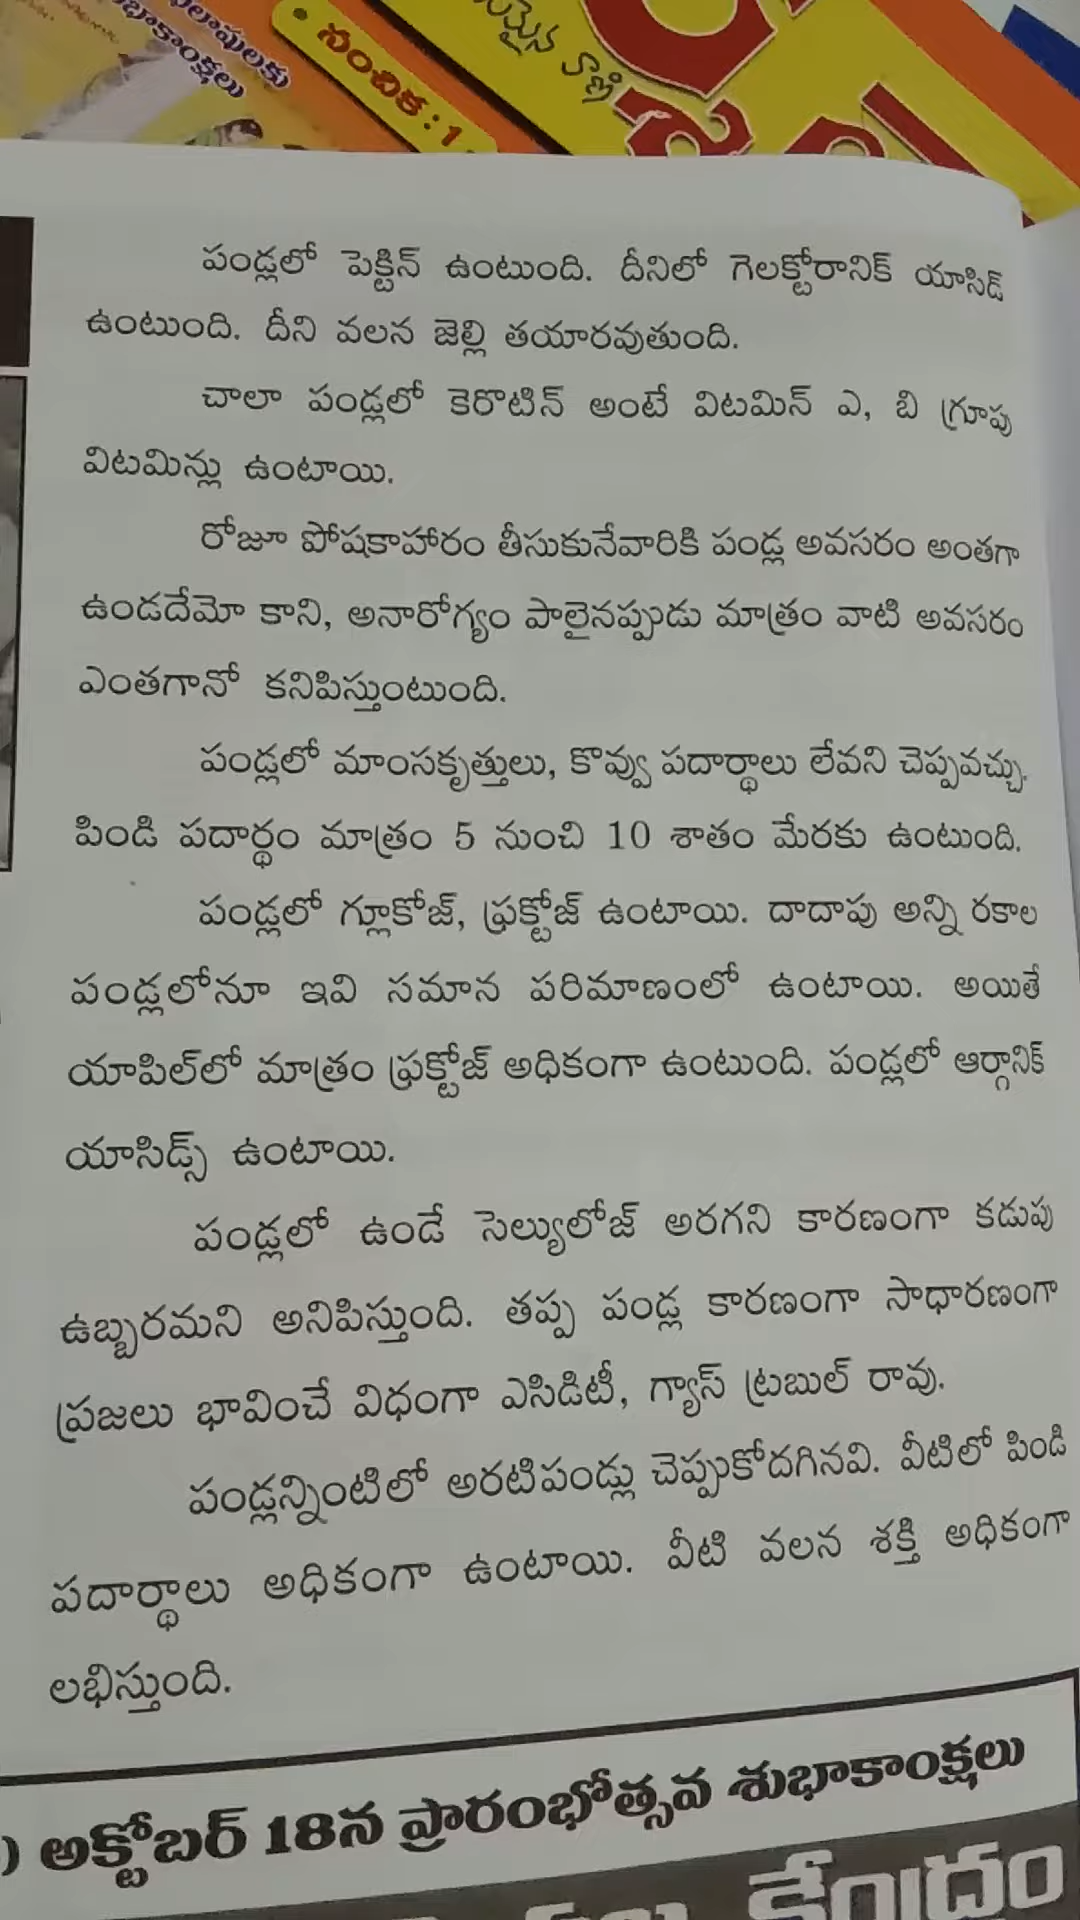 లాపులకు
భాకాంక్షలు
• సంచిక : 1
పండ్లలో పెక్టిన్ ఉంటుంది. దీనిలో గెలక్టోరానిక్ యాసిడ్
ఉంటుంది. దీని వలన జెల్లి తయారవుతుంది.
చాలా పండ్లలో కెరొటిన్ అంటే విటమిన్ ఎ, బి గ్రూపు
విటమిన్లు ఉంటాయి.
రోజూ పోషకాహారం తీసుకునేవారికి పండ్ల అవసరం అంతగా
ఉండదేమో కాని, అనారోగ్యం పాలైనప్పుడు మాత్రం వాటి అవసరం
ఎంతగానో కనిపిస్తుంటుంది.
పండ్లలో మాంసకృత్తులు, కొవ్వు పదార్థాలు లేవని చెప్పవచ్చు.
పిండి పదార్థం మాత్రం 5 నుంచి 10 శాతం మేరకు ఉంటుంది.
పండ్లలో గ్లూకోజ్, ఫ్రక్టోజ్ ఉంటాయి. దాదాపు అన్ని రకాల
పండ్లలోనూ ఇవి సమాన పరిమాణంలో ఉంటాయి. అయితే
యాపిల్‌లో మాత్రం ఫ్రక్టోజ్ అధికంగా ఉంటుంది. పండ్లలో ఆర్గానిక్
యాసిడ్స్ ఉంటాయి.
పండ్లలో ఉండే సెల్యులోజ్ అరగని కారణంగా కడుపు
ఉబ్బరమని అనిపిస్తుంది. తప్ప పండ్ల కారణంగా సాధారణంగా
ప్రజలు భావించే విధంగా ఎసిడిటీ, గ్యాస్ ట్రబుల్ రావు.
పండ్లన్నింటిలో అరటిపండ్లు చెప్పుకోదగినవి. వీటిలో పిండి
పదార్థాలు అధికంగా ఉంటాయి. వీటి వలన శక్తి అధికంగా
లభిస్తుంది.
) అక్టోబర్ 18న ప్రారంభోత్సవ శుభాకాంక్షలు
కేంద్రం